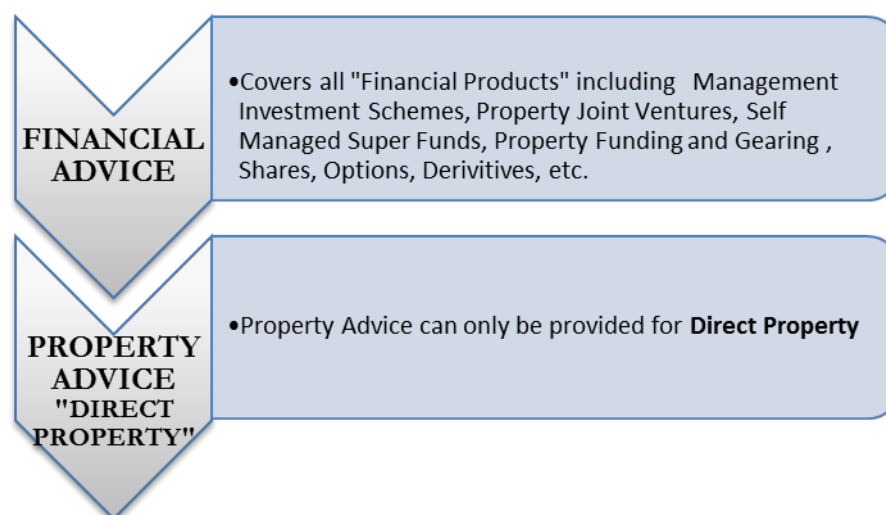 FINANCIAL
ADVICE
•Covers all "Financial Products" including Management
Investment Schemes, Property Joint Ventures, Self
Managed Super Funds, Property Funding and Gearing ,
Shares, Options, Derivitives, etc.
PROPERTY
ADVICE
"DIRECT
PROPERTY"
•Property Advice can only be provided for Direct Property